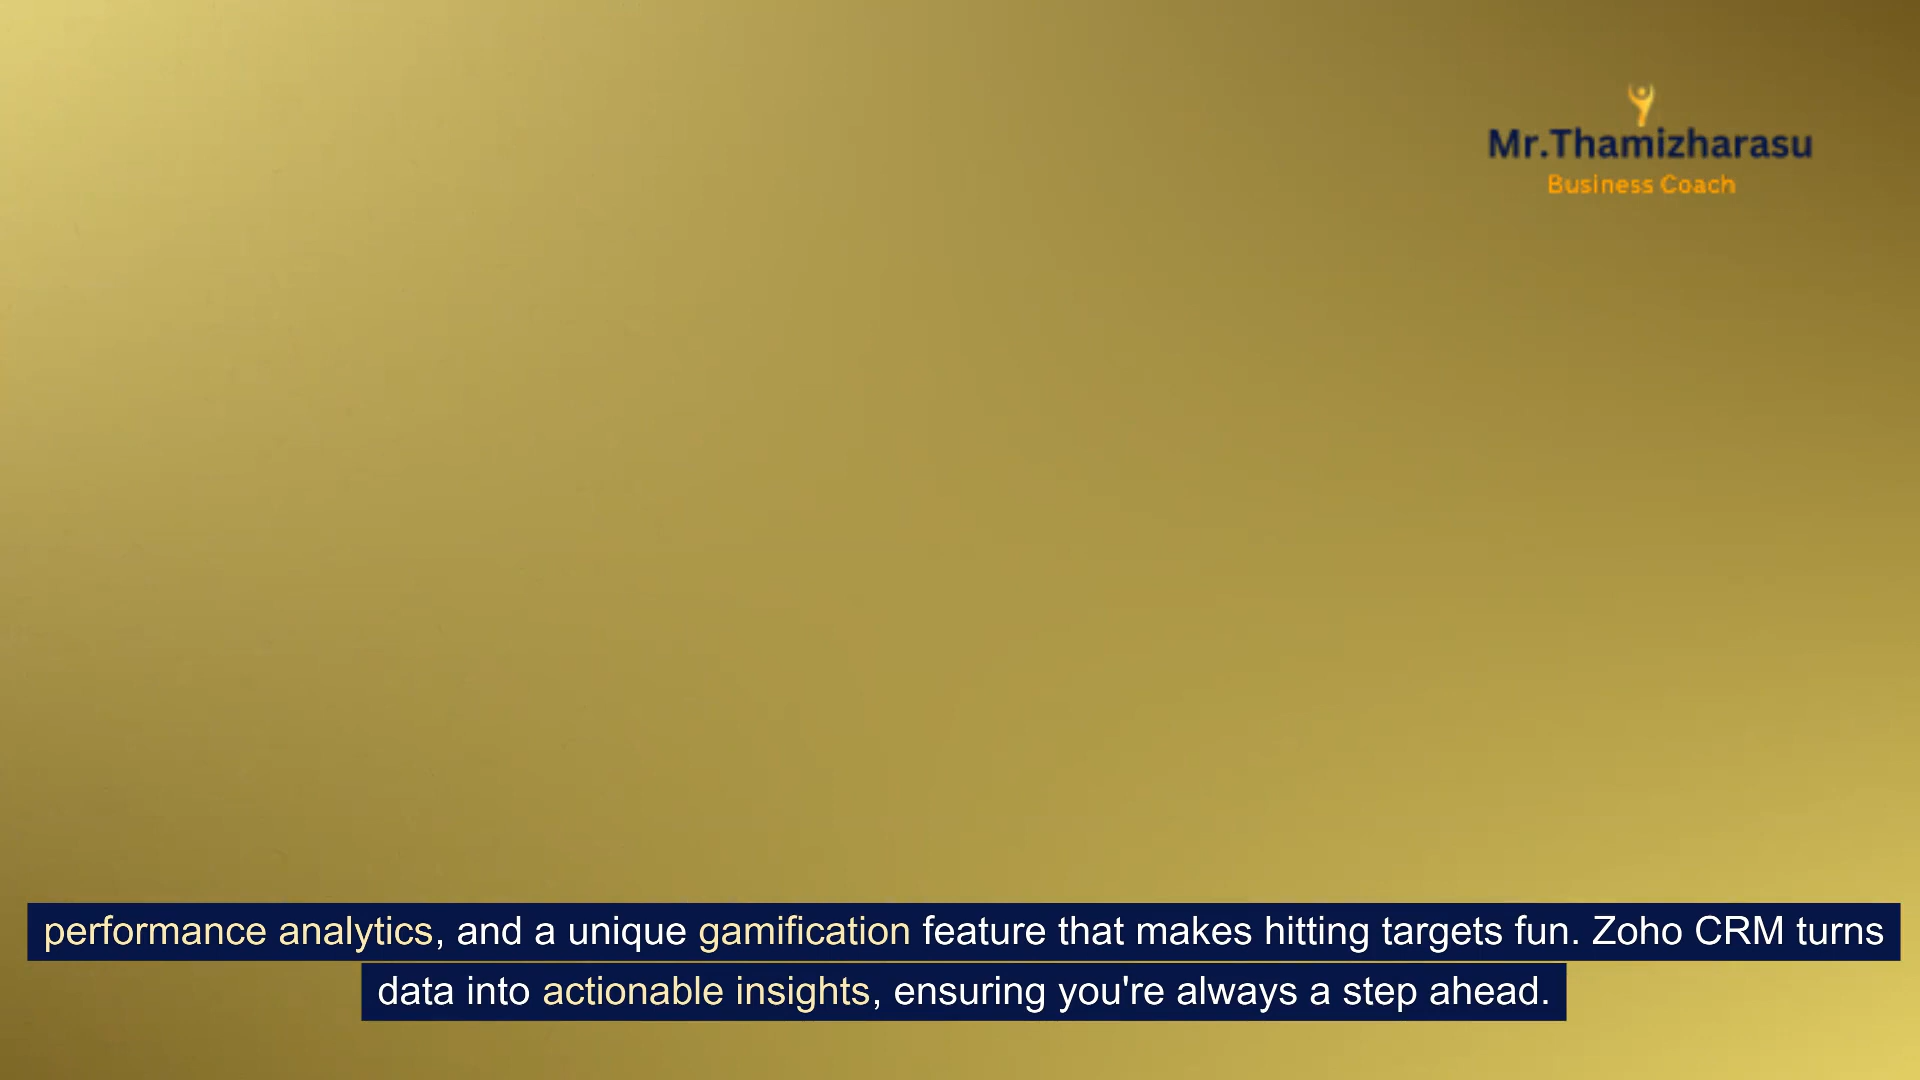 Mr.Thamizharasu
Business Coach
performance analytics, and a unique gamification feature that makes hitting targets fun. Zoho CRM turns
data into actionable insights, ensuring you're always a step ahead.